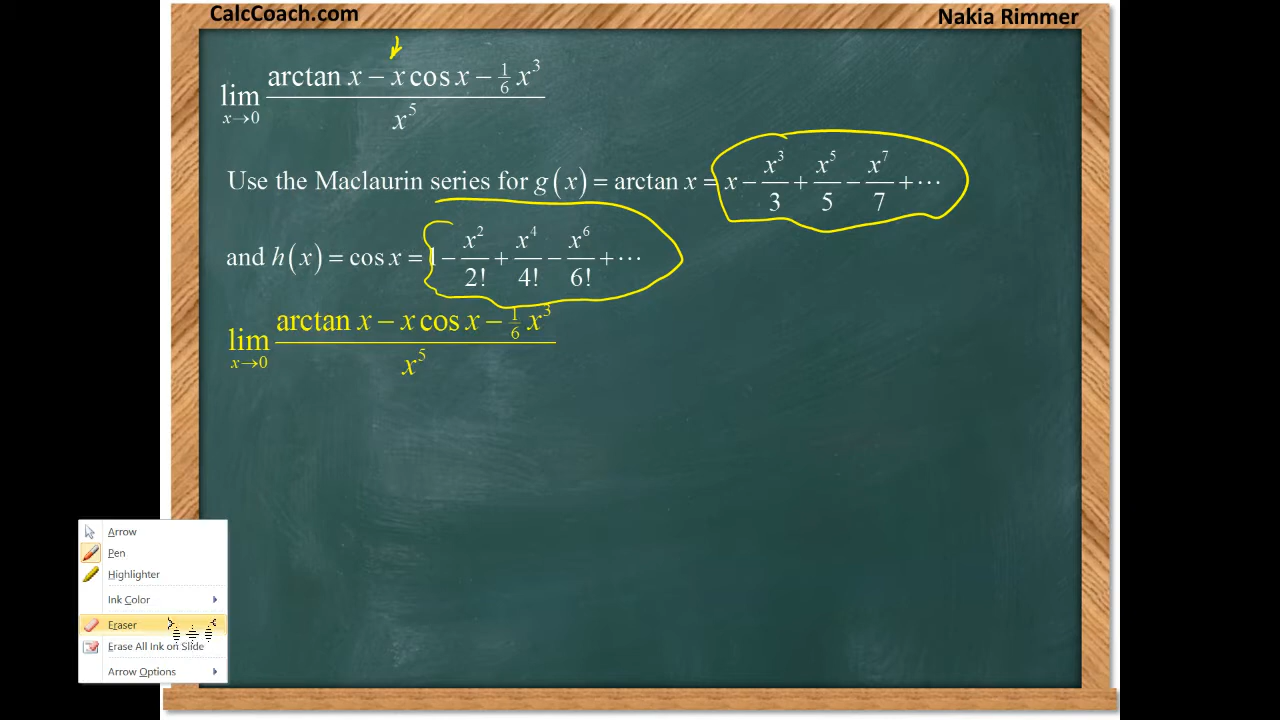 CalcCoach.com
Nakia Rimmer
lim x→0 (arctan x − x cos x − 1/6 x³) / x⁵
Use the Maclaurin series for g(x) = arctan x = x − x³/3 + x⁵/5 − x⁷/7 + ⋯
and h(x) = cos x = 1 − x²/2! + x⁴/4! − x⁶/6! + ⋯
lim x→0 (arctan x − x cos x − 1/6 x³) / x⁵
Arrow
Pen
Highlighter
Ink Color
Eraser
Erase All Ink on Slide
Arrow Options